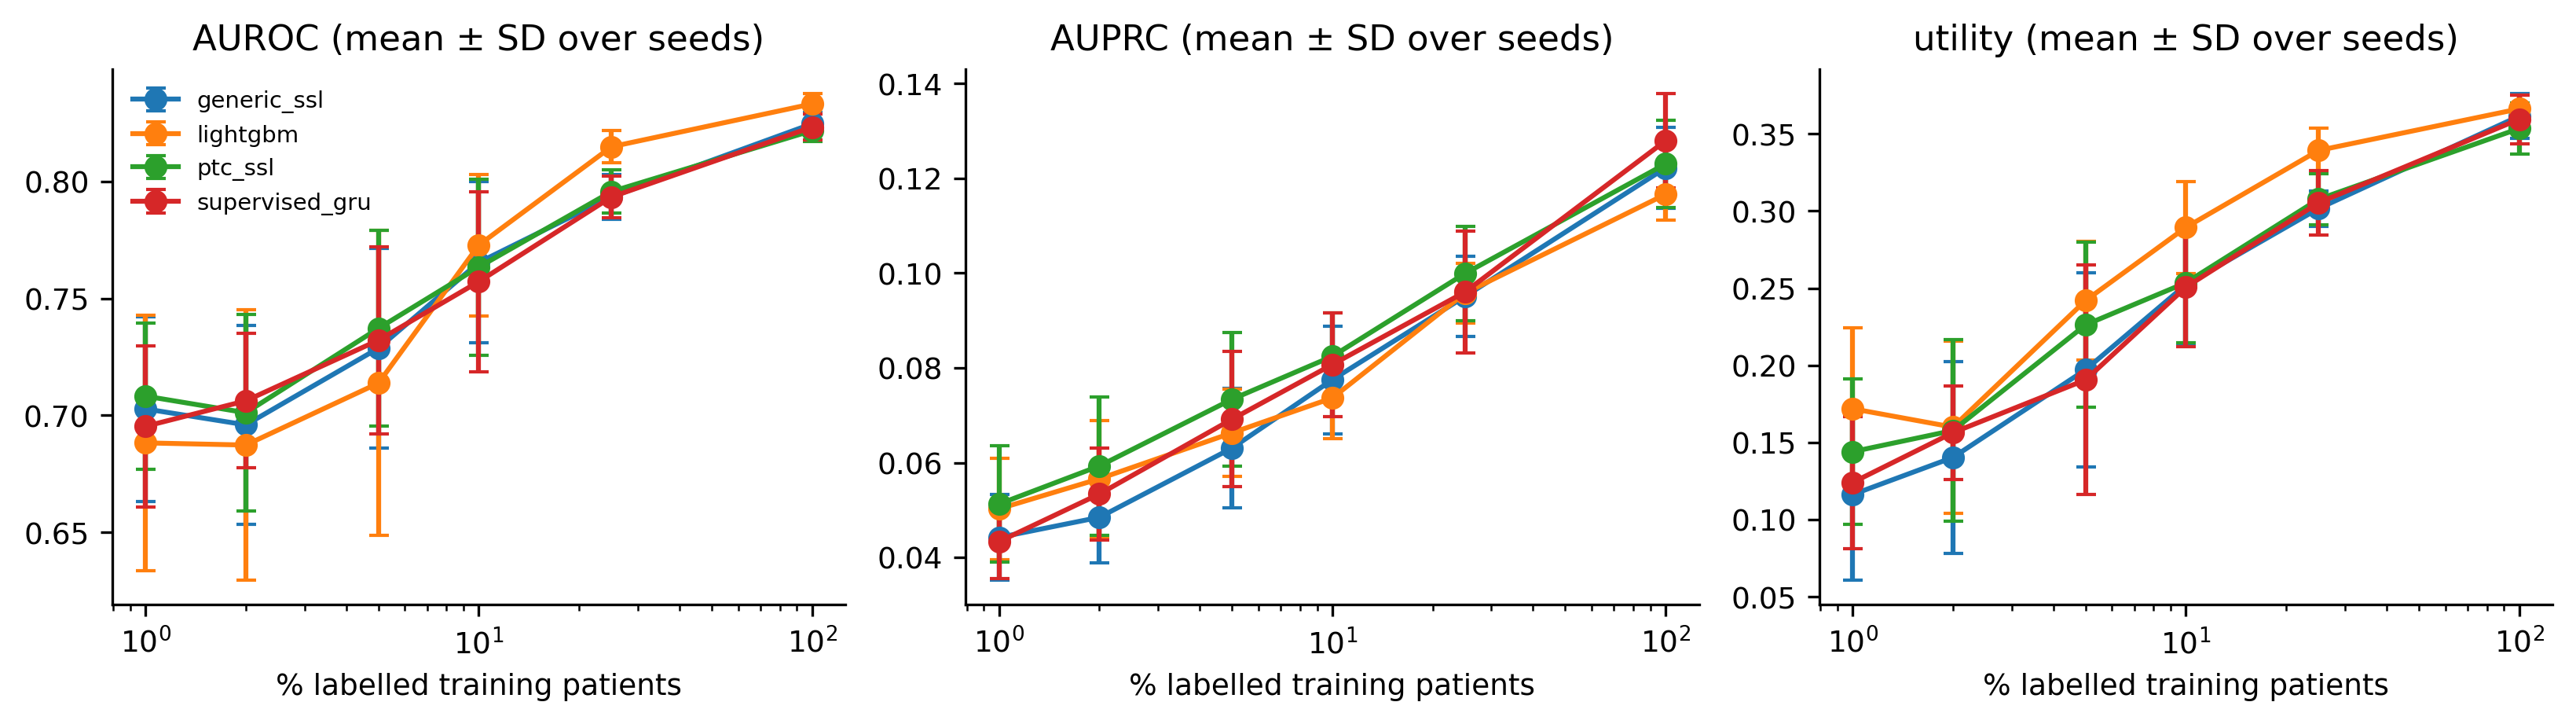 AUROC (mean ± SD over seeds)
generic_ssl
lightgbm
ptc_ssl
supervised_gru
0.80
0.75
0.70
0.65
10⁰
10¹
10²
% labelled training patients
AUPRC (mean ± SD over seeds)
0.14
0.12
0.10
0.08
0.06
0.04
10⁰
10¹
10²
% labelled training patients
utility (mean ± SD over seeds)
0.35
0.30
0.25
0.20
0.15
0.10
0.05
10⁰
10¹
10²
% labelled training patients